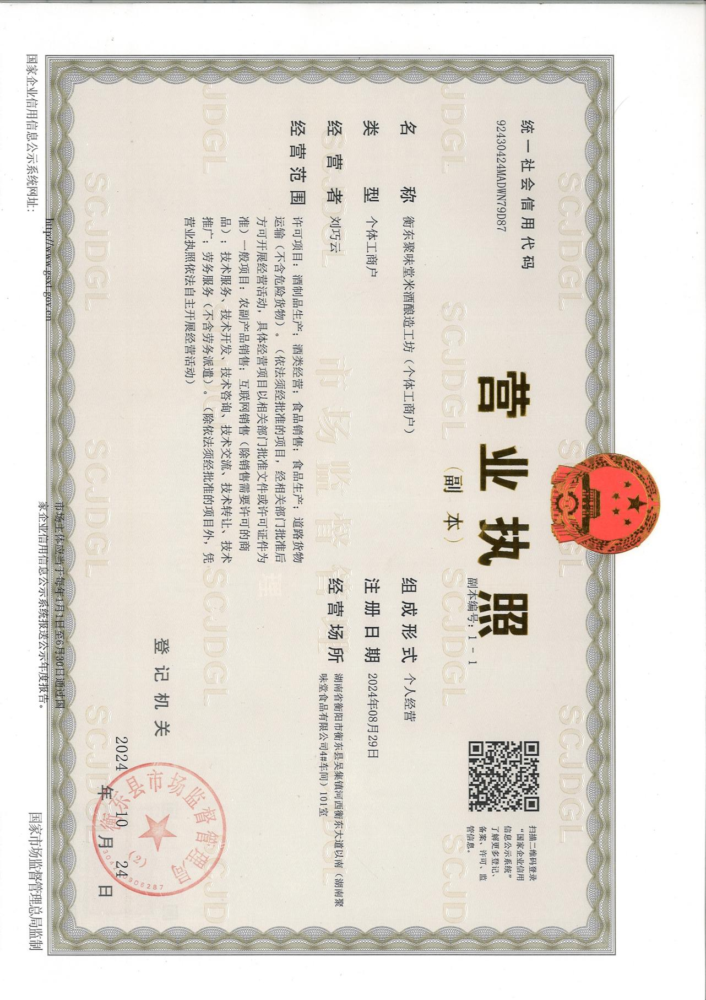 统一社会信用代码
92430424MADWN79D87
营业执照
（副本）
副本编号：1-1
扫描二维码登录
“国家企业信用
信息公示系统”
了解更多登记、
备案、许可、监
管信息。
名称 衡东聚味堂米酒酿造工坊（个体工商户）
类型 个体工商户
经营者 刘巧云
经营范围 许可项目：酒制品生产；酒类经营；食品销售；食品生产；道路货物
运输（不含危险货物）。（依法须经批准的项目，经相关部门批准后
方可开展经营活动，具体经营项目以相关部门批准文件或许可证件为
准）一般项目：农副产品销售；互联网销售（除销售需要许可的商
品）；技术服务、技术开发、技术咨询、技术交流、技术转让、技术
推广；劳务服务（不含劳务派遣）。（除依法须经批准的项目外，凭
营业执照依法自主开展经营活动）
组成形式 个人经营
注册日期 2024年08月29日
经营场所 湖南省衡阳市衡东县吴集镇河西衡东大道以南（湖南聚
味堂食品有限公司4#车间）101室
登记机关
衡东县市场监督管理局
（2）
2024年10月24日
市场监督管理
SCJDGL
国家企业信用信息公示系统网址：
http://www.gsxt.gov.cn
市场主体应当于每年1月1日至6月30日通过国
家企业信用信息公示系统报送公示年度报告。
国家市场监督管理总局监制